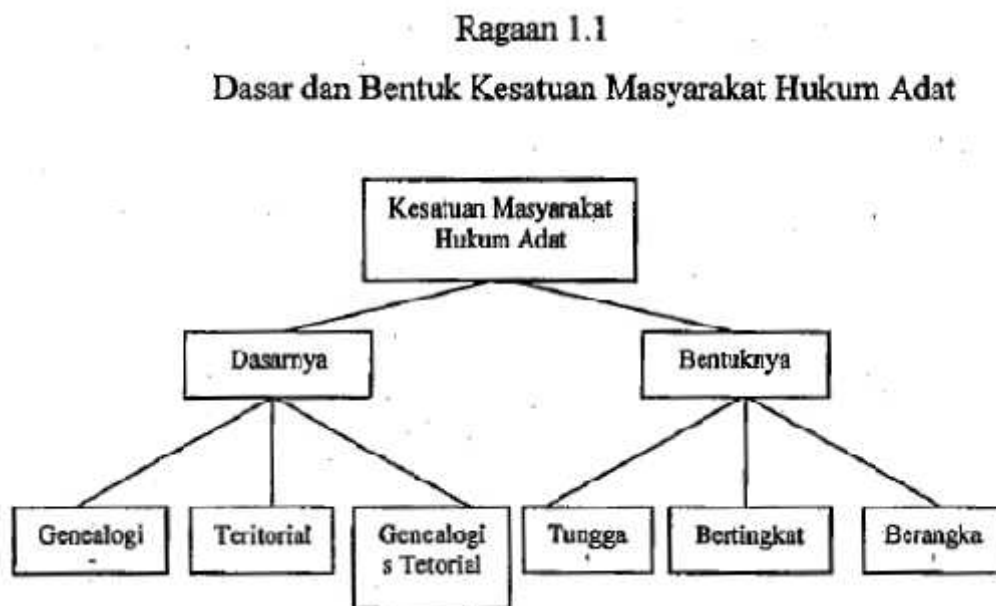 Ragaan 1.1
Dasar dan Bentuk Kesatuan Masyarakat Hukum Adat
Kesatuan Masyarakat
Hukum Adat
Dasarnya
Bentuknya
Genealogi
Teritorial
Genealogi
s Tetorial
Tungga
Bertingkat
Berangka